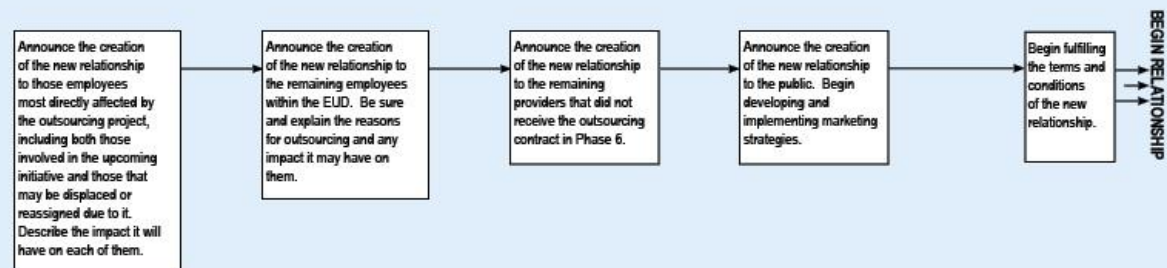 Announce the creation
of the new relationship
to those employees
most directly affected by
the outsourcing project,
including both those
involved in the upcoming
initiative and those that
may be displaced or
reassigned due to it.
Describe the impact it will
have on each of them.
Announce the creation
of the new relationship to
the remaining employees
within the EUD. Be sure
and explain the reasons
for outsourcing and any
impact it may have on
them.
Announce the creation
of the new relationship
to the remaining
providers that did not
receive the outsourcing
contract in Phase 6.
Announce the creation
of the new relationship
to the public. Begin
developing and
implementing marketing
strategies.
Begin fulfilling
the terms and
conditions
of the new
relationship.
BEGIN RELATIONSHIP